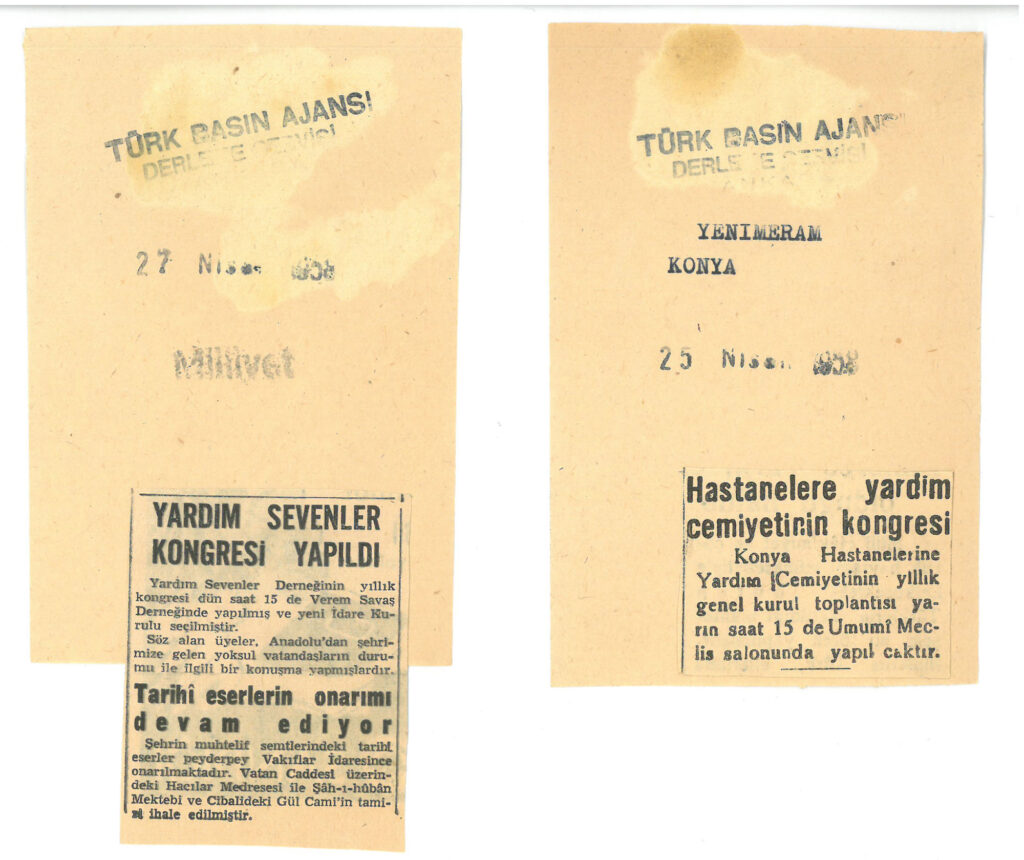 TÜRK BASIN AJANSI
27
Milliyet
YARDIM SEVENLER
KONGRESİ YAPILDI
Yardım Sevenler Derneğinin yıllık
kongresi dün saat 15 de Verem Savaş
Derneğinde yapılmış ve yeni İdare Ku-
rulu seçilmiştir.
Söz alan üyeler, Anadolu'dan şehri-
mize gelen yoksul vatandaşların duru-
mu ile ilgili bir konuşma yapmışlardır.
Tarihî eserlerin onarımı
devam ediyor
Şehrin muhtelif semtlerindeki tarihî
eserler peyderpey Vakıflar İdaresince
onarılmaktadır. Vatan Caddesi üzerin-
deki Hacılar Medresesi ile Şâh-ı-hûbân
Mektebi ve Cibalideki Gül Cami'in tami-
ri ihale edilmiştir.
TÜRK BASIN AJANSI
YENIMERAM
KONYA
25 1958
Hastanelere yardim
cemiyetinin kongresi
Konya Hastanelerine
Yardım Cemiyetinin yıllık
genel kurul toplantısı ya-
rın saat 15 de Umumî Mec-
lis salonunda yapılacaktır.